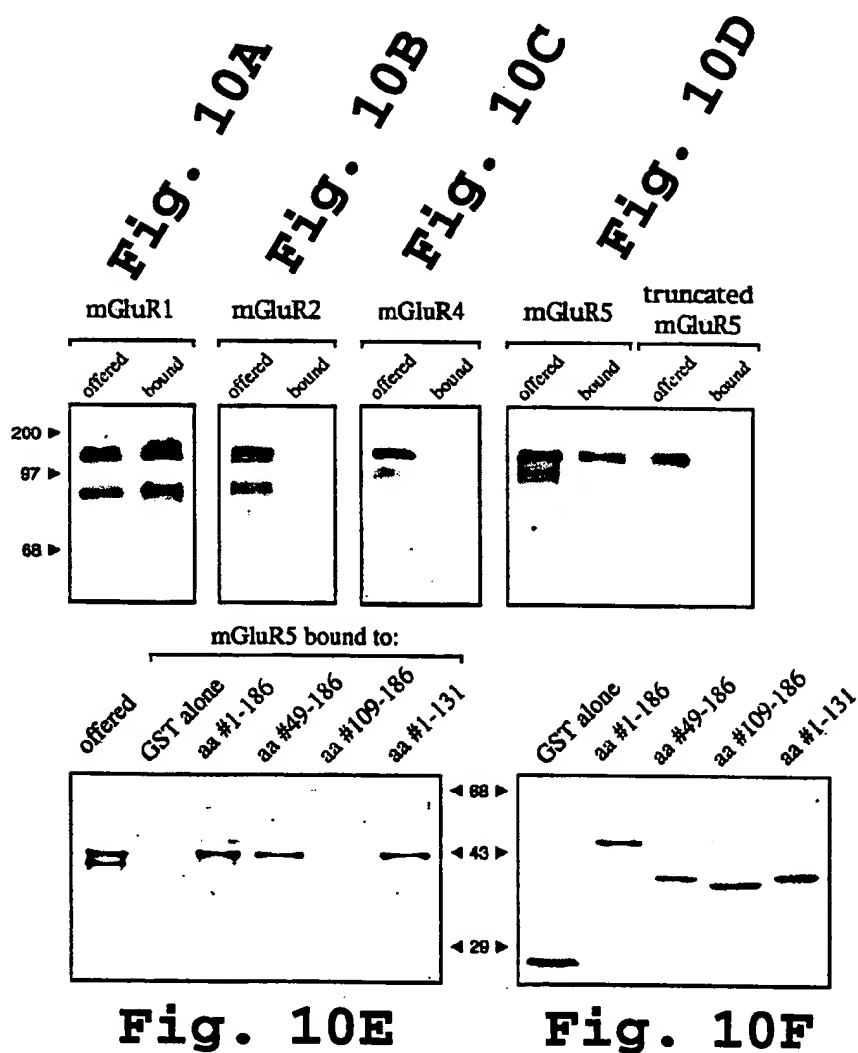 Fig. 10A
Fig. 10B
Fig. 10C
Fig. 10D
mGluR1
mGluR2
mGluR4
mGluR5
truncated
mGluR5
offered
bound
offered
bound
offered
bound
offered
bound
offered
bound
200 ►
97 ►
68 ►
mGluR5 bound to:
offered
GST alone
aa #1-186
aa #49-186
aa #109-186
aa #1-131
GST alone
aa #1-186
aa #49-186
aa #109-186
aa #1-131
◄ 68 ►
◄ 43 ►
◄ 29 ►
Fig. 10E
Fig. 10F